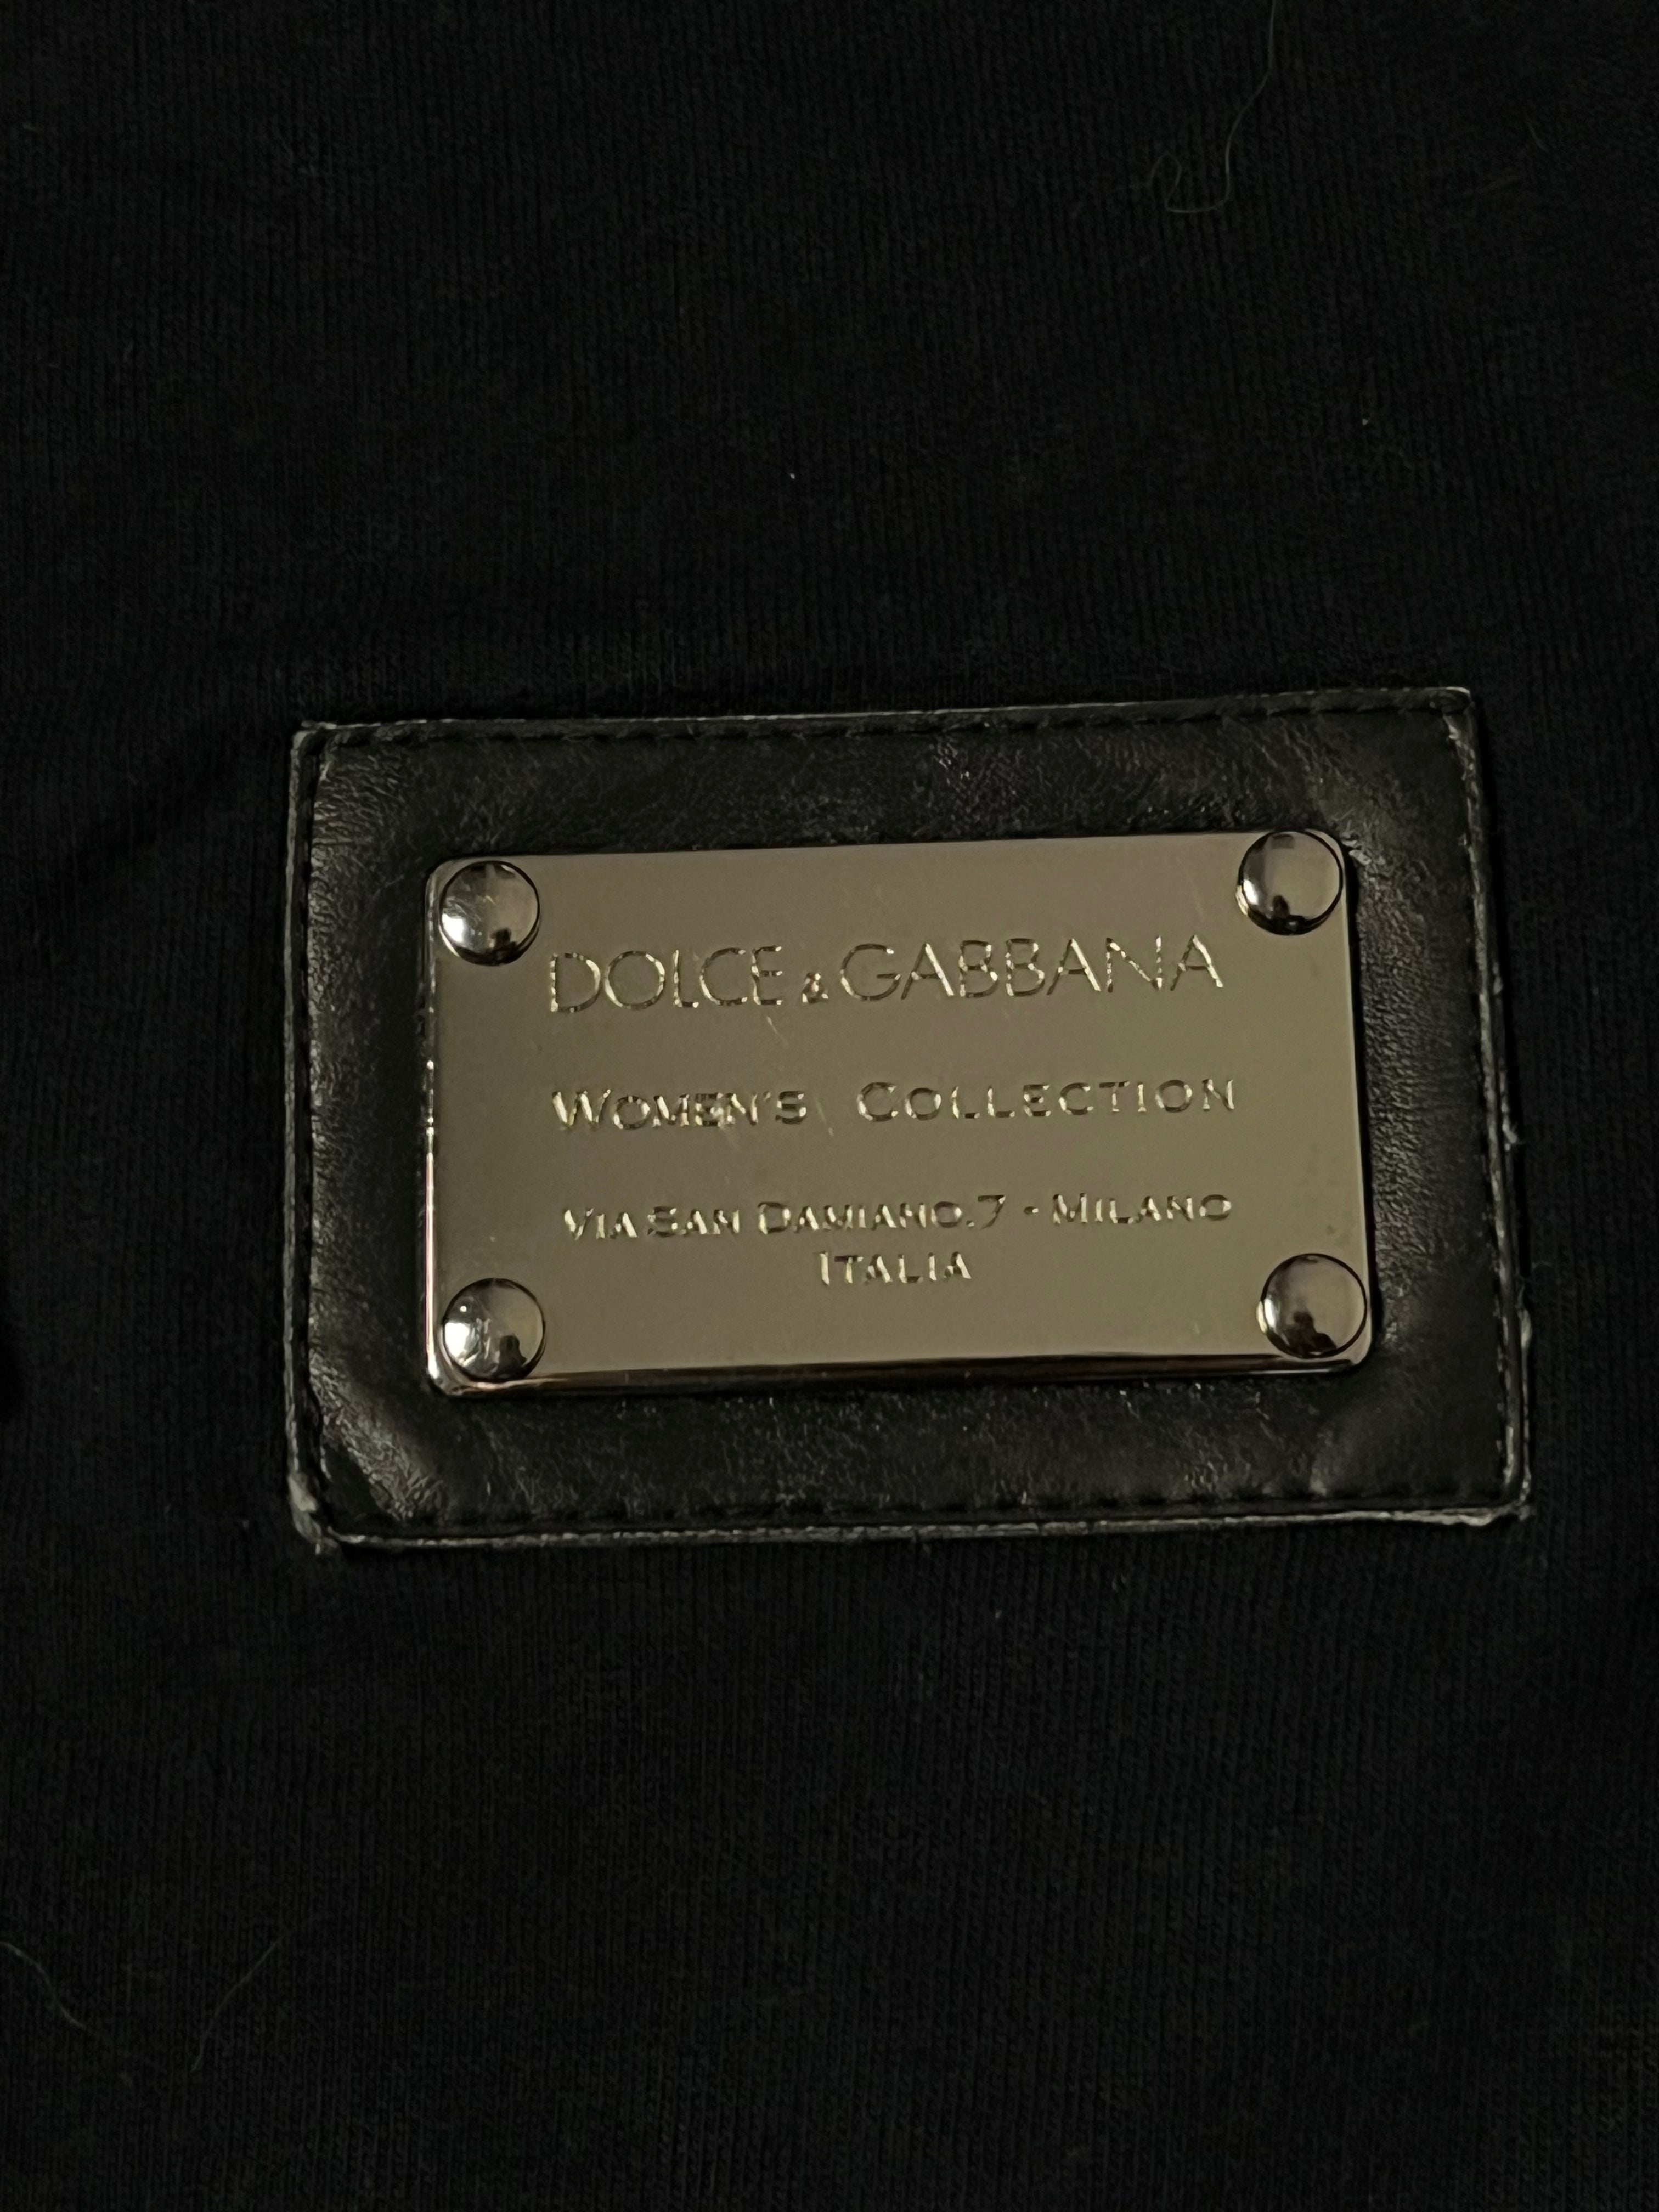 DOLCE & GABBANA
WOMEN'S COLLECTION
VIA SAN DAMIANO.7 - MILANO
ITALIA